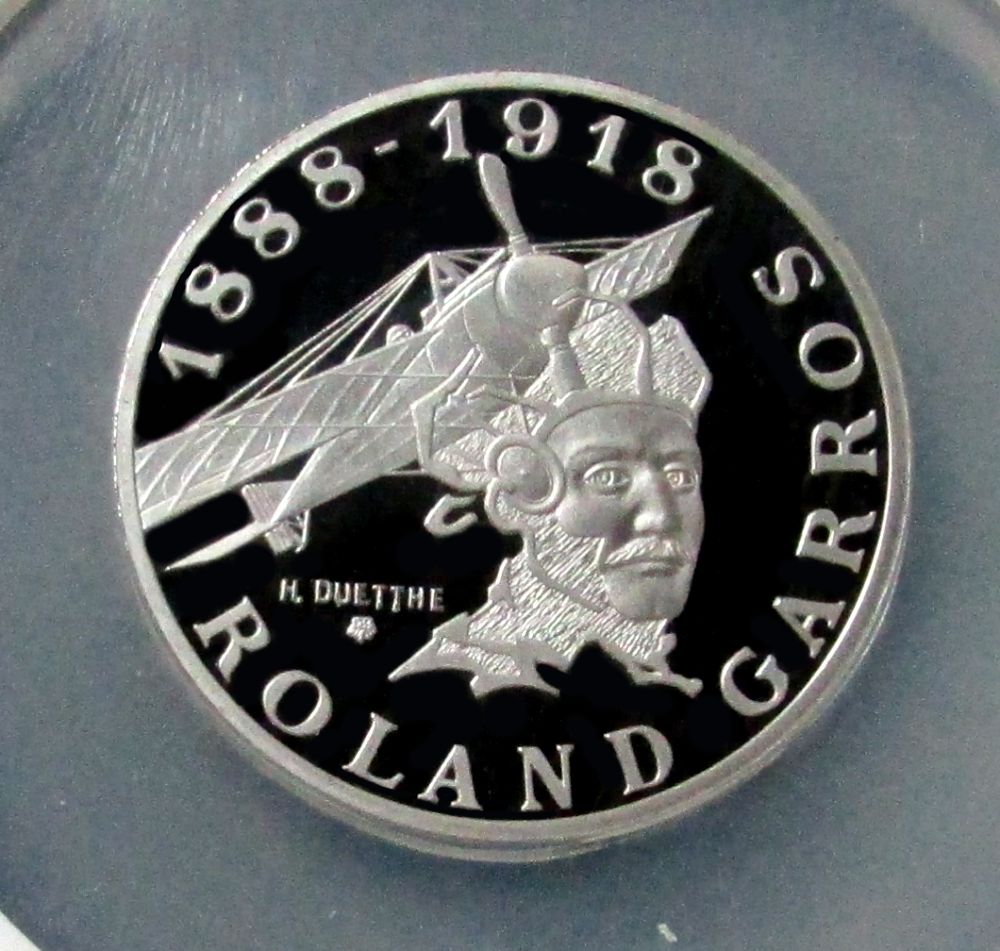 1888-1918
ROLAND GARROS
H. DUETTHE